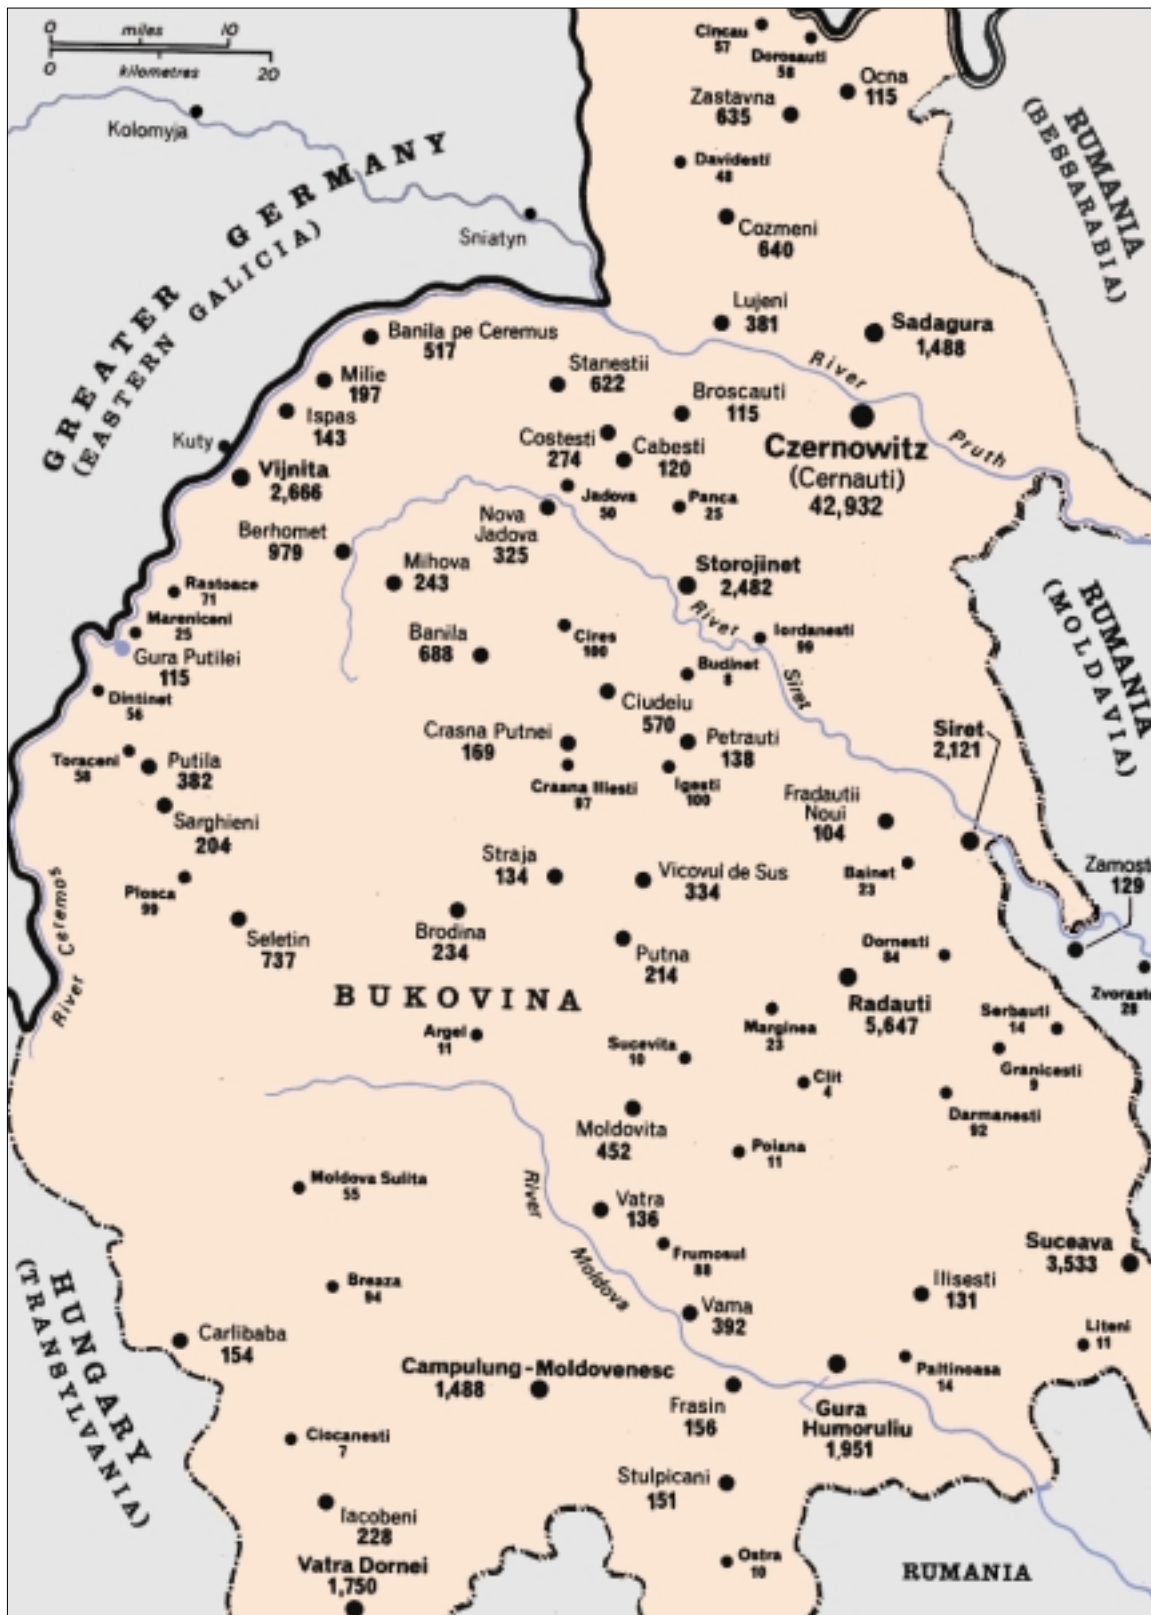 0 miles 10
0 kilometres 20
Cincau
57
Dorosauti
58
Ocna
115
Zastavna
635
Kolomyja
RUMANIA
(BESSARABIA)
Davidesti
48
GREATER GERMANY
(EASTERN GALICIA)
Sniatyn
Cozmeni
640
Lujeni
381
Sadagura
1,488
Banila pe Ceremus
517
Stanestii
622
River Pruth
Milie
197
Broscauti
115
Ispas
143
Costesti
274
Cabesti
120
Czernowitz
(Cernauti)
42,932
Kuty
Vijnita
2,666
Jadova
50
Panca
25
Nova
Jadova
325
Berhomet
979
Mihova
243
Storojinet
2,482
RUMANIA
(MOLDAVIA)
Rastoace
71
Mareniceni
25
Gura Putilei
115
Banila
688
Cires
100
River Siret
Iordanesti
99
Budinet
8
Dintinet
56
Ciudeiu
570
Crasna Putnei
169
Petrauti
138
Siret
2,121
Toraceni
58
Putila
382
Craana Iliesti
97
Igesti
100
Fradautii
Noui
104
Sarghieni
204
Straja
134
Vicovul de Sus
334
Bainet
23
Zamost
129
Plosca
99
River Ceremos
Seletin
737
Brodina
234
Putna
214
Dornesti
84
BUKOVINA
Radauti
5,647
Zvorast
28
Argel
11
Sucevita
10
Marginea
23
Serbauti
14
Granicesti
9
Clit
4
Darmanesti
92
Moldovita
452
Poiana
11
Moldova Sulita
55
River Moldova
Vatra
136
Frumosul
88
Suceava
3,533
HUNGARY
(TRANSYLVANIA)
Breaza
94
Ilisesti
131
Vama
392
Carlibaba
154
Liteni
11
Campulung-Moldovenesc
1,488
Paltinoasa
14
Frasin
156
Gura
Humoruliu
1,951
Ciocanesti
7
Stulpicani
151
Iacobeni
228
Ostra
10
RUMANIA
Vatra Dornei
1,750